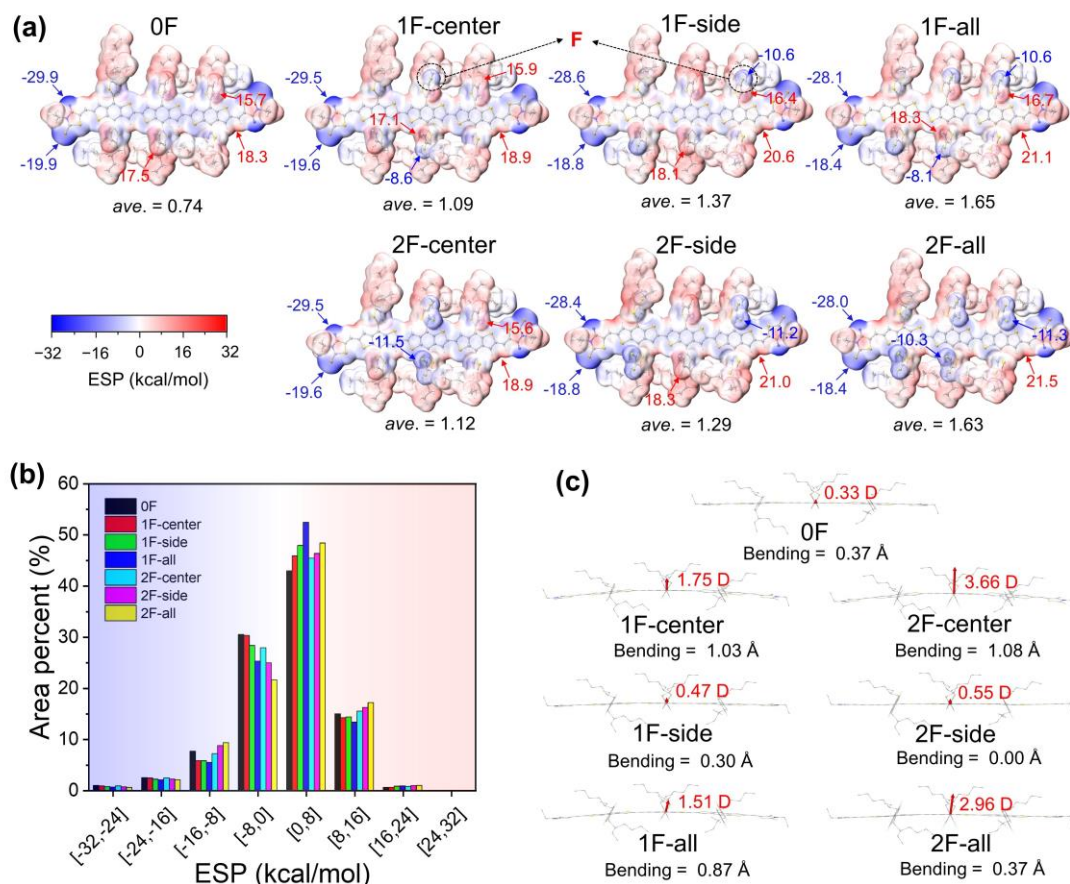 (a)
0F
1F-center
1F-side
1F-all
F
-29.9
15.7
-19.9
17.5
18.3
ave. = 0.74
-29.5
15.9
17.1
-19.6
-8.6
18.9
ave. = 1.09
-28.6
-10.6
16.4
-18.8
18.1
20.6
ave. = 1.37
-28.1
-10.6
16.7
18.3
-18.4
-8.1
21.1
ave. = 1.65
2F-center
2F-side
2F-all
-29.5
15.6
-11.5
-19.6
18.9
ave. = 1.12
-28.4
-11.2
-18.8
18.3
21.0
ave. = 1.29
-28.0
-10.3
-11.3
-18.4
21.5
ave. = 1.63
−32 −16 0 16 32
ESP (kcal/mol)
(b)
Area percent (%)
60
50
40
30
20
10
0
0F
1F-center
1F-side
1F-all
2F-center
2F-side
2F-all
[-32,-24]
[-24,-16]
[-16,-8]
[-8,0]
[0,8]
[8,16]
[16,24]
[24,32]
ESP (kcal/mol)
(c)
0.33 D
0F
Bending = 0.37 Å
1.75 D
1F-center
Bending = 1.03 Å
3.66 D
2F-center
Bending = 1.08 Å
0.47 D
1F-side
Bending = 0.30 Å
0.55 D
2F-side
Bending = 0.00 Å
1.51 D
1F-all
Bending = 0.87 Å
2.96 D
2F-all
Bending = 0.37 Å